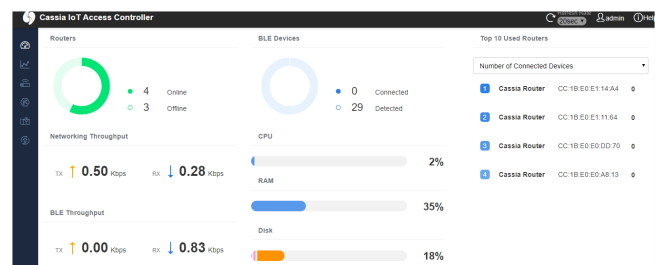 Cassia IoT Access Controller
Refresh Rate
20sec
admin
Help
Routers
4 Online
3 Offline
BLE Devices
0 Connected
29 Detected
Top 10 Used Routers
Number of Connected Devices
1 Cassia Router CC:1B:E0:E1:14:A4 0
2 Cassia Router CC:1B:E0:E1:11:64 0
3 Cassia Router CC:1B:E0:E0:DD:70 0
4 Cassia Router CC:1B:E0:E0:A8:13 0
Networking Throughput
TX 0.50 Kbps RX 0.28 Kbps
BLE Throughput
TX 0.00 Kbps RX 0.83 Kbps
CPU
2%
RAM
35%
Disk
18%